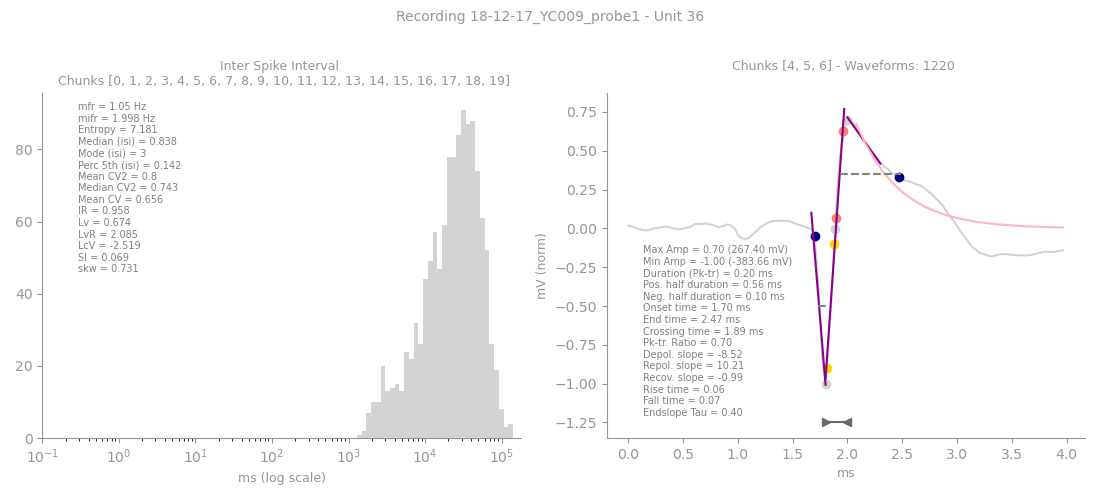 Recording 18-12-17_YC009_probe1 - Unit 36
Inter Spike Interval
Chunks [0, 1, 2, 3, 4, 5, 6, 7, 8, 9, 10, 11, 12, 13, 14, 15, 16, 17, 18, 19]
mfr = 1.05 Hz
mifr = 1.998 Hz
Entropy = 7.181
Median (isi) = 0.838
Mode (isi) = 3
Perc 5th (isi) = 0.142
Mean CV2 = 0.8
Median CV2 = 0.743
Mean CV = 0.656
IR = 0.958
Lv = 0.674
LvR = 2.085
LcV = -2.519
SI = 0.069
skw = 0.731
80
60
40
20
0
10⁻¹ 10⁰ 10¹ 10² 10³ 10⁴ 10⁵
ms (log scale)
Chunks [4, 5, 6] - Waveforms: 1220
mV (norm)
0.75
0.50
0.25
0.00
−0.25
−0.50
−0.75
−1.00
−1.25
Max Amp = 0.70 (267.40 mV)
Min Amp = -1.00 (-383.66 mV)
Duration (Pk-tr) = 0.20 ms
Pos. half duration = 0.56 ms
Neg. half duration = 0.10 ms
Onset time = 1.70 ms
End time = 2.47 ms
Crossing time = 1.89 ms
Pk-tr. Ratio = 0.70
Depol. slope = -8.52
Repol. slope = 10.21
Recov. slope = -0.99
Rise time = 0.06
Fall time = 0.07
Endslope Tau = 0.40
0.0 0.5 1.0 1.5 2.0 2.5 3.0 3.5 4.0
ms